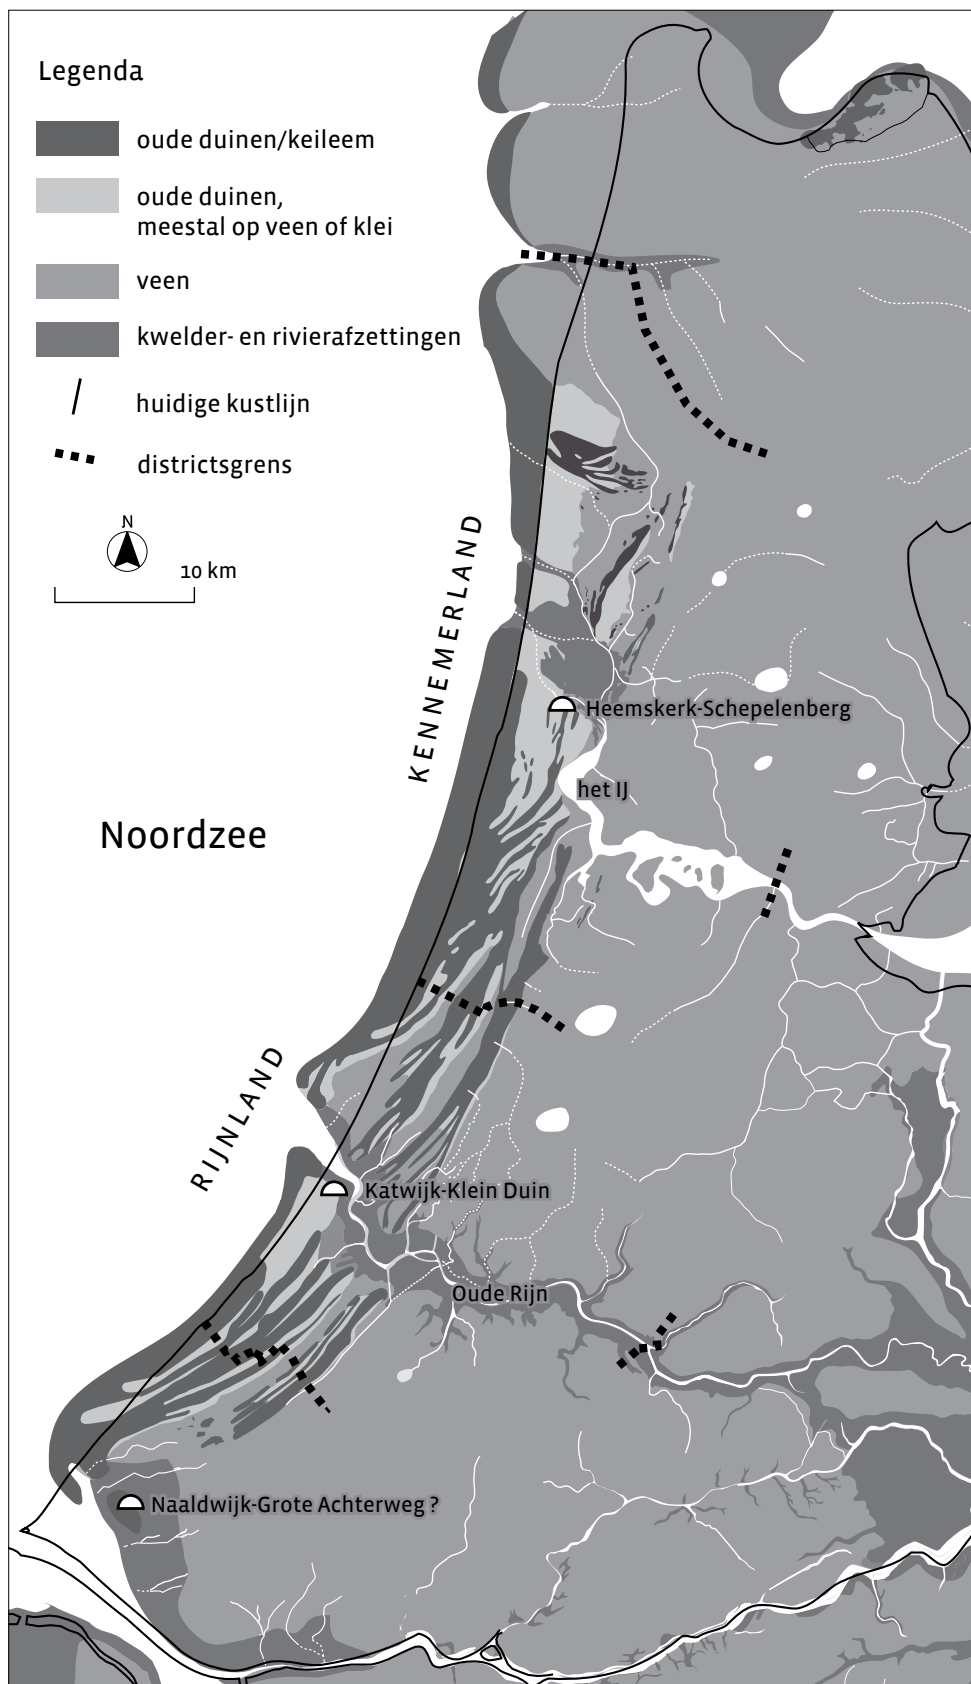 Legenda
oude duinen/keileem
oude duinen,
meestal op veen of klei
veen
kwelder- en rivierafzettingen
huidige kustlijn
districtsgrens
N
10 km
KENNEMERLAND
Heemskerk-Schepelenberg
het IJ
Noordzee
RIJNLAND
Katwijk-Klein Duin
Oude Rijn
Naaldwijk-Grote Achterweg ?